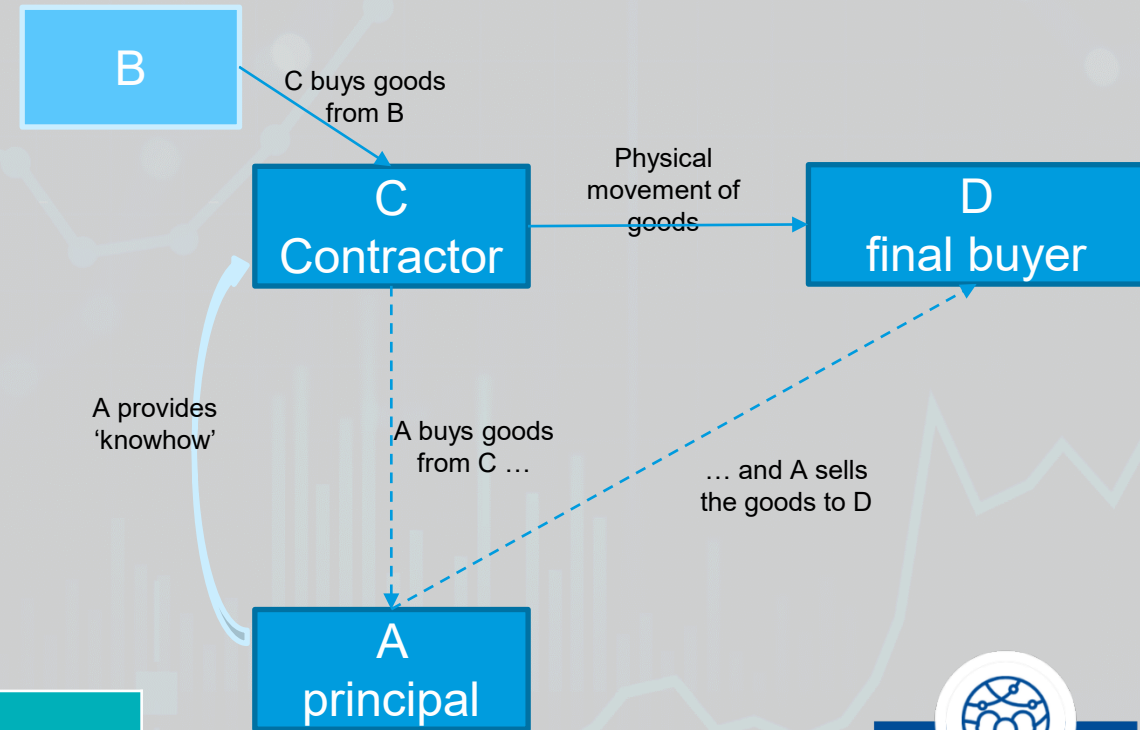 B
C buys goods
from B
C
Contractor
Physical
movement of
goods
D
final buyer
A provides
‘knowhow’
A buys goods
from C …
… and A sells
the goods to D
A
principal